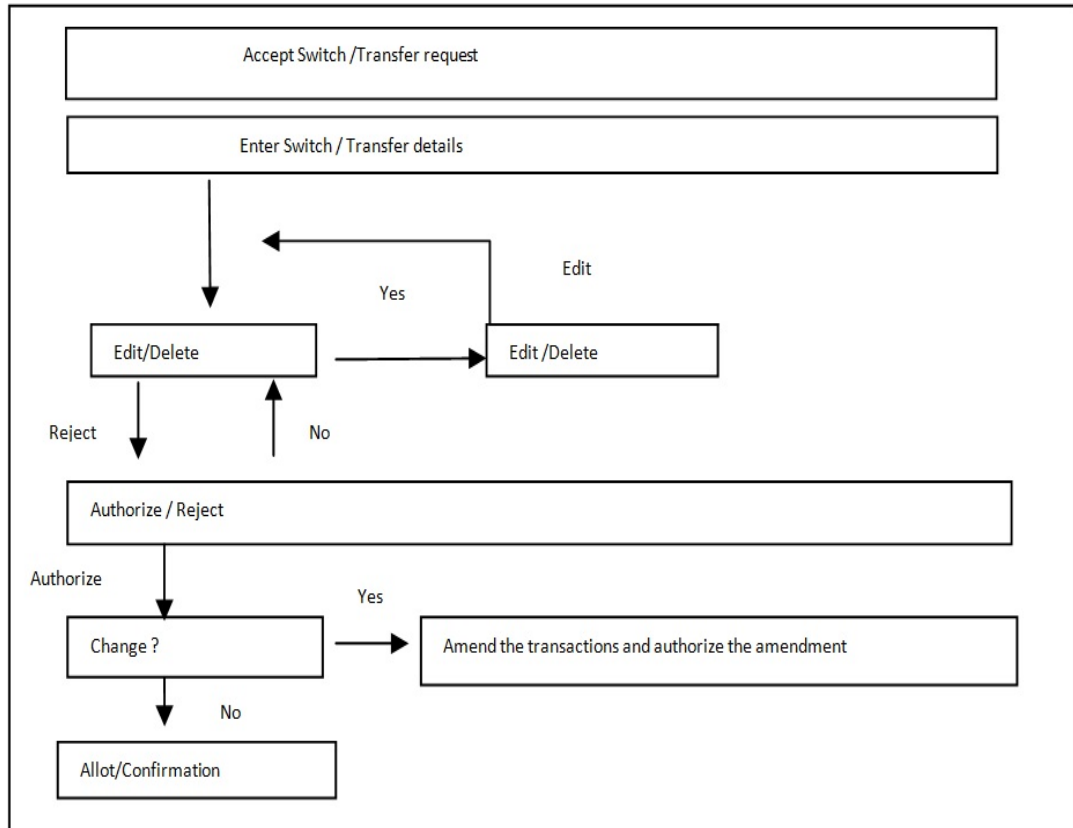 Accept Switch /Transfer request
Enter Switch / Transfer details
Edit
Yes
Edit/Delete
Edit /Delete
Reject
No
Authorize / Reject
Authorize
Yes
Change ?
Amend the transactions and authorize the amendment
No
Allot/Confirmation